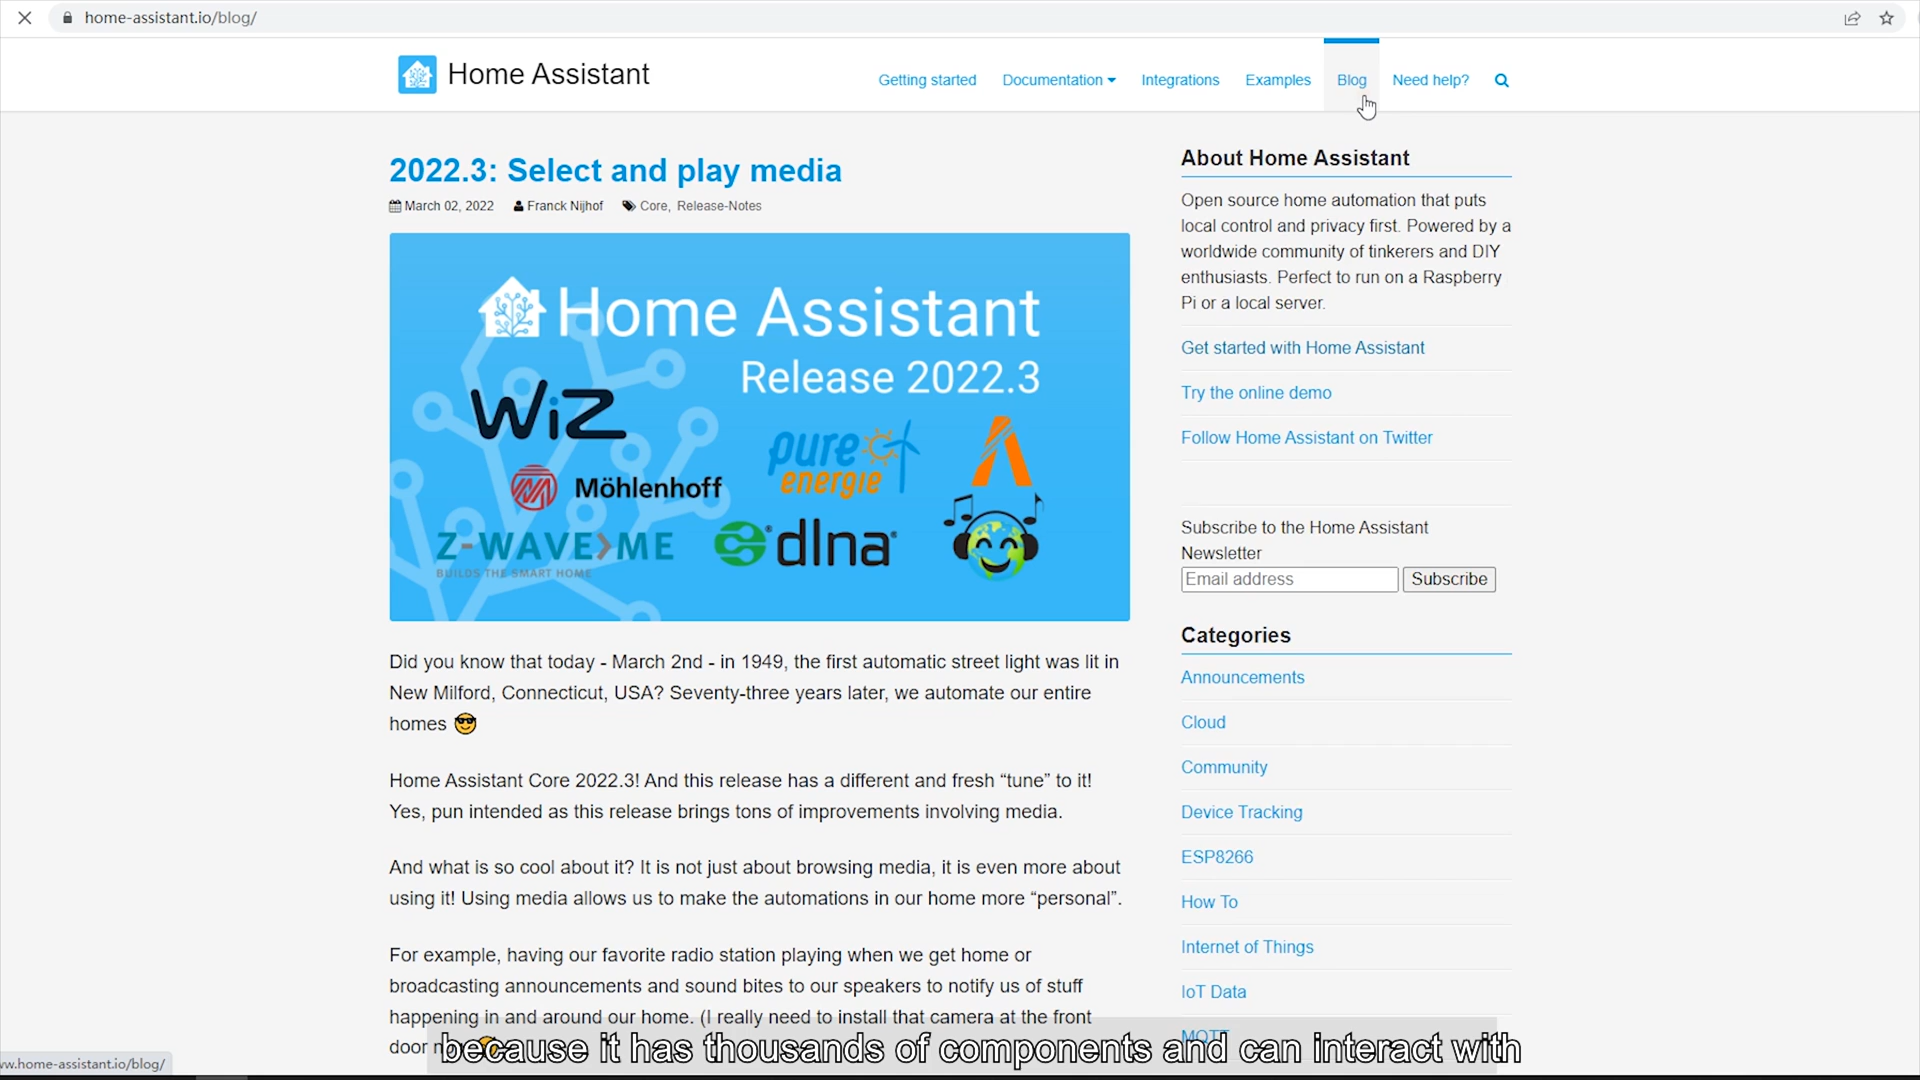 home-assistant.io/blog/
Home Assistant
Getting started Documentation Integrations Examples Blog Need help?
2022.3: Select and play media
March 02, 2022 Franck Nijhof Core, Release-Notes
Home Assistant
Release 2022.3
WiZ
pure
energie
Möhlenhoff
Z-WAVE>ME
BUILDS THE SMART HOME
dlna
Did you know that today - March 2nd - in 1949, the first automatic street light was lit in
New Milford, Connecticut, USA? Seventy-three years later, we automate our entire
homes 😎
Home Assistant Core 2022.3! And this release has a different and fresh “tune” to it!
Yes, pun intended as this release brings tons of improvements involving media.
And what is so cool about it? It is not just about browsing media, it is even more about
using it! Using media allows us to make the automations in our home more “personal”.
For example, having our favorite radio station playing when we get home or
broadcasting announcements and sound bites to our speakers to notify us of stuff
happening in and around our home. (I really need to install that camera at the front
door
About Home Assistant
Open source home automation that puts
local control and privacy first. Powered by a
worldwide community of tinkerers and DIY
enthusiasts. Perfect to run on a Raspberry
Pi or a local server.
Get started with Home Assistant
Try the online demo
Follow Home Assistant on Twitter
Subscribe to the Home Assistant
Newsletter
Email address Subscribe
Categories
Announcements
Cloud
Community
Device Tracking
ESP8266
How To
Internet of Things
IoT Data
MQTT
because it has thousands of components and can interact with
ww.home-assistant.io/blog/